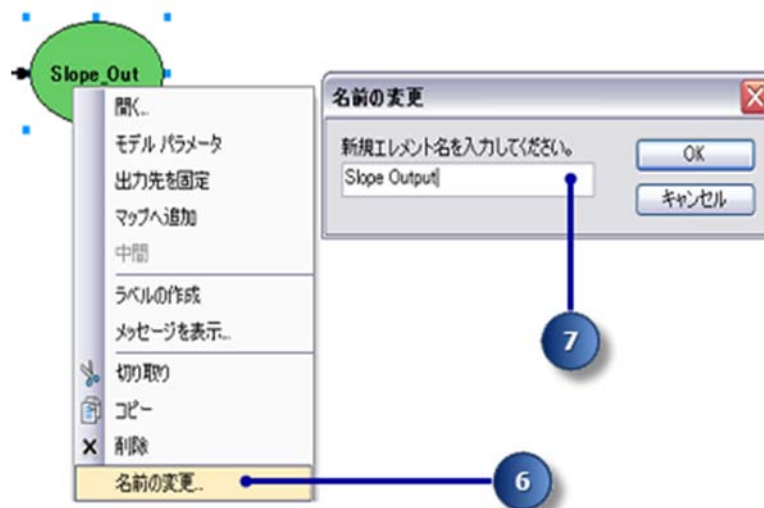 Slope_Out
開く...
モデル パラメータ
出力先を固定
マップへ追加
中間
ラベルの作成
メッセージを表示...
切り取り
コピー
削除
名前の変更...
6
名前の変更
新規エレメント名を入力してください。
Slope Output
OK
キャンセル
7